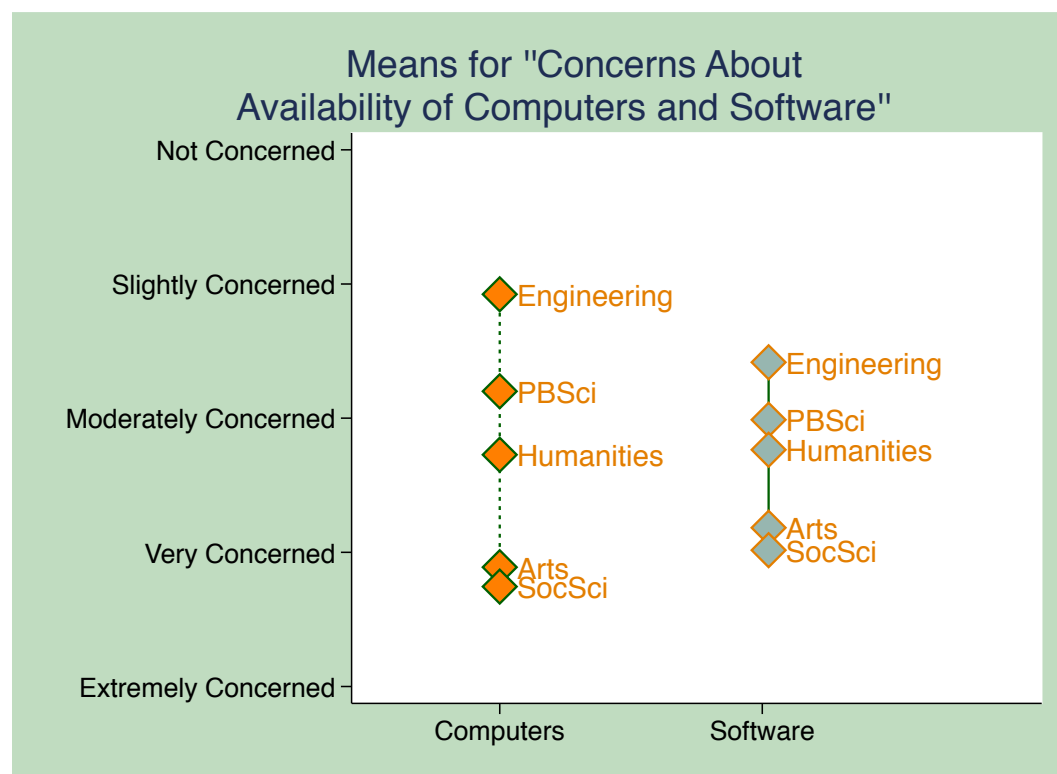 Means for "Concerns About
Availability of Computers and Software"
Not Concerned
Slightly Concerned
Engineering
Engineering
PBSci
Moderately Concerned
PBSci
Humanities
Humanities
Arts
Very Concerned
SocSci
Arts
SocSci
Extremely Concerned
Computers
Software